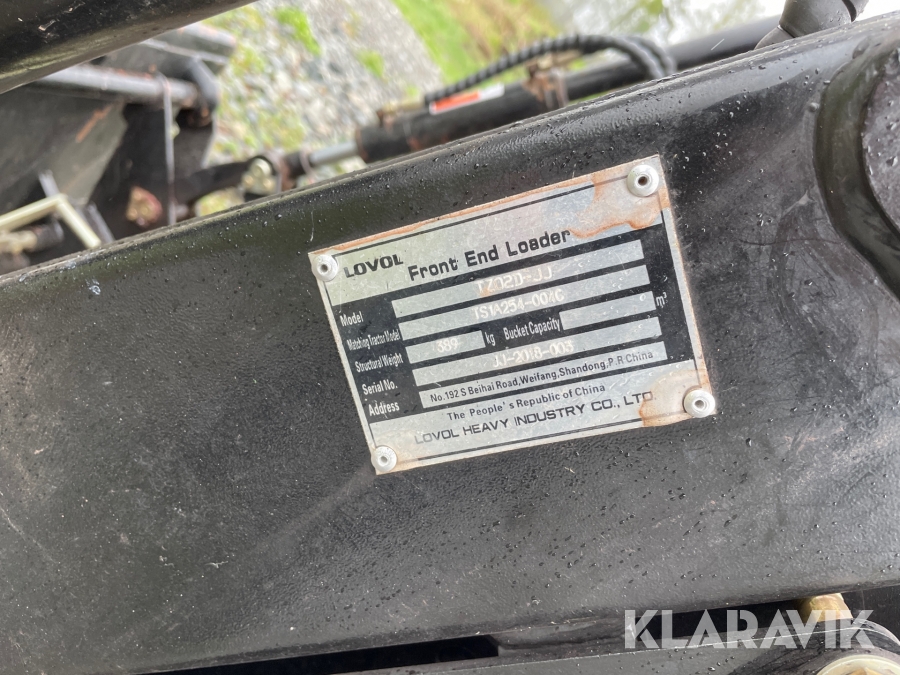 LOVOL Front End Loader
Model TZ02D-JJ
Matching Tractor Model TS1A254-004C
Structural Weight 389 kg Bucket Capacity m³
Serial No. JJ-2018-003
Address No.192 S Beihai Road,Weifang,Shandong,P.R China
The People's Republic of China
LOVOL HEAVY INDUSTRY CO., LTD.
KLARAVIK